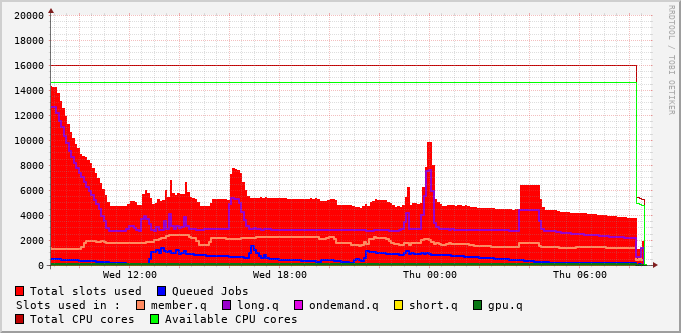 20000
18000
16000
14000
12000
10000
8000
6000
4000
2000
0
Wed 12:00 Wed 18:00 Thu 00:00 Thu 06:00
RRDTOOL / TOBI OETIKER
Total slots used Queued Jobs
Slots used in : member.q long.q ondemand.q short.q gpu.q
Total CPU cores Available CPU cores